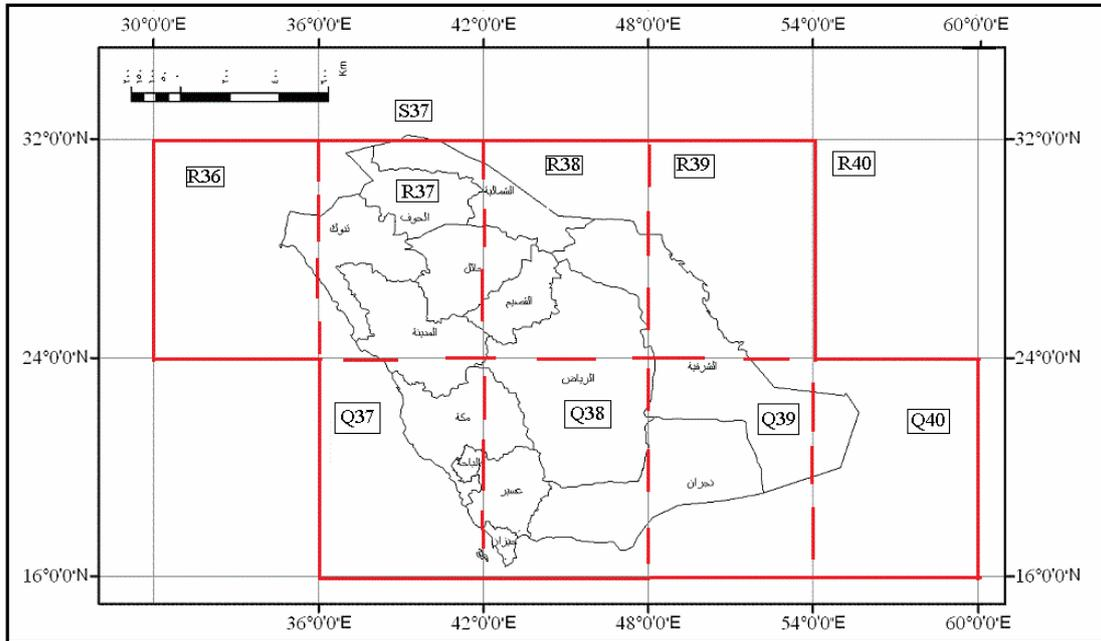 30°0'0"E 36°0'0"E 42°0'0"E 48°0'0"E 54°0'0"E 60°0'0"E
Km
S37
32°0'0"N 32°0'0"N
R36 R37 R38 R39 R40
الشمالية
الجوف
تبوك
حائل
القصيم
المدينة
24°0'0"N 24°0'0"N
الشرقية
الرياض
Q37 Q38 Q39 Q40
مكة
الباحة
عسير
نجران
جيزان
16°0'0"N 16°0'0"N
36°0'0"E 42°0'0"E 48°0'0"E 54°0'0"E 60°0'0"E